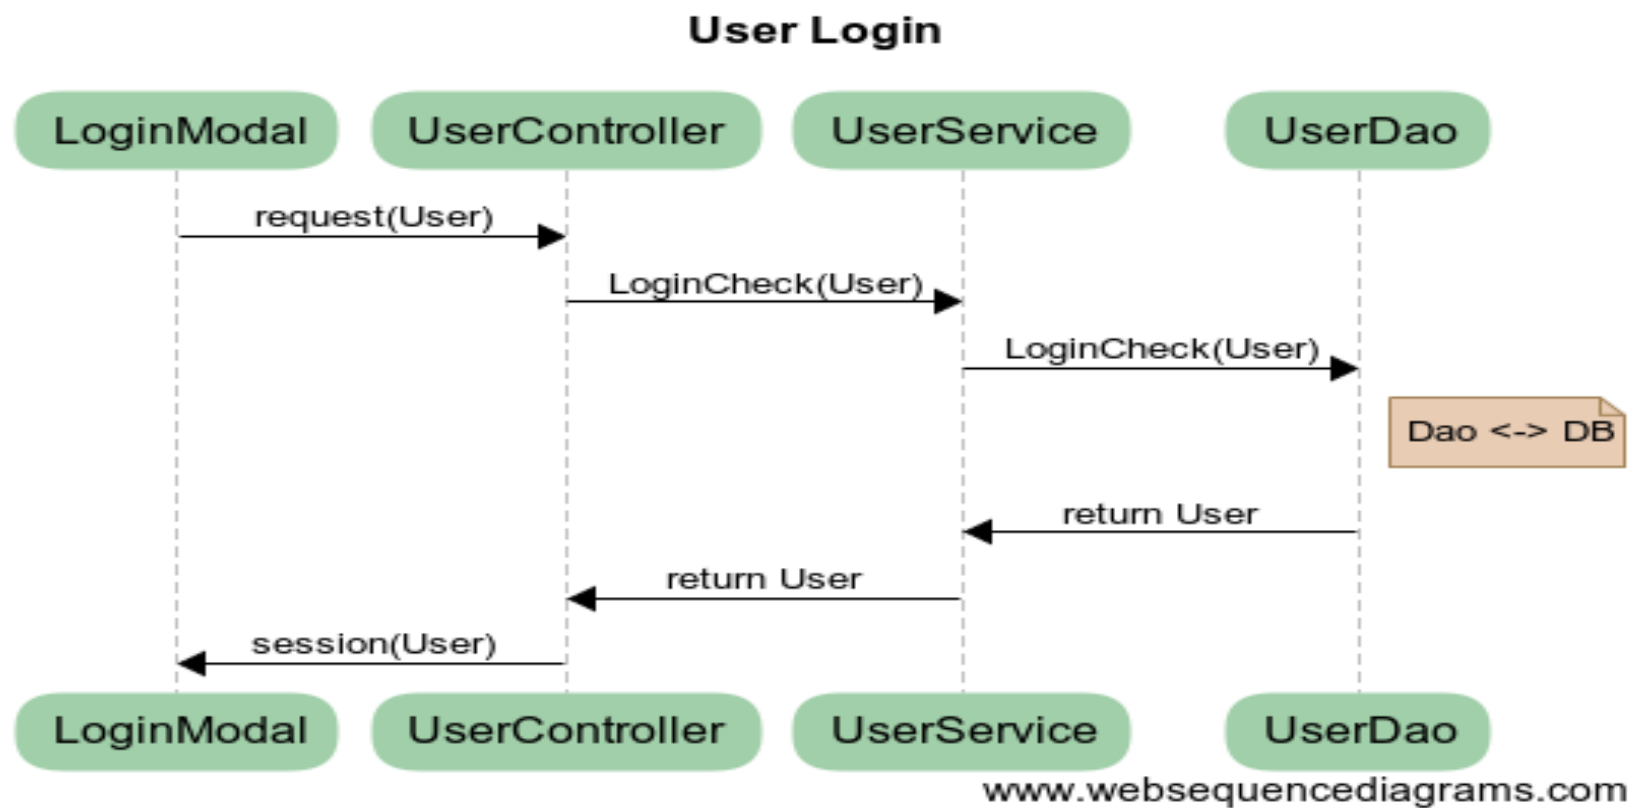 User Login
LoginModal
UserController
UserService
UserDao
request(User)
LoginCheck(User)
LoginCheck(User)
Dao <-> DB
return User
return User
session(User)
LoginModal
UserController
UserService
UserDao
www.websequencediagrams.com